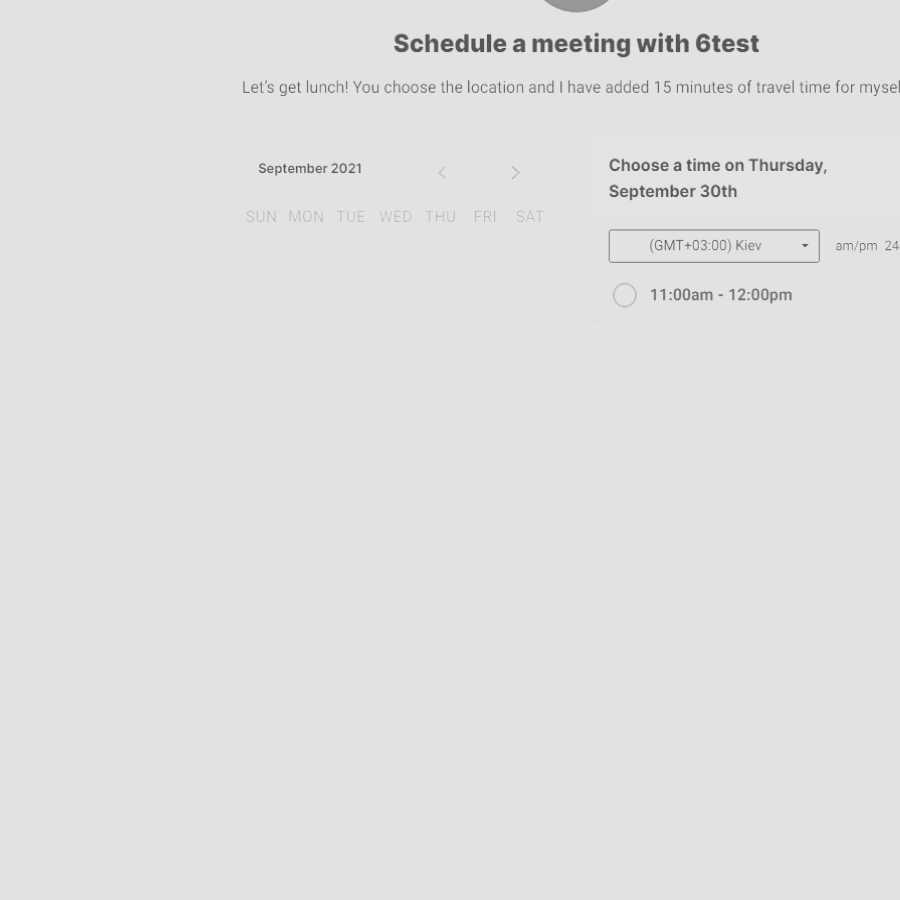 Schedule a meeting with 6test
Let's get lunch! You choose the location and I have added 15 minutes of travel time for
September 2021
SUN MON TUE WED THU FRI SAT
Choose a time on Thursday,
September 30th
(GMT+03:00) Kiev
am/pm 24
11:00am - 12:00pm